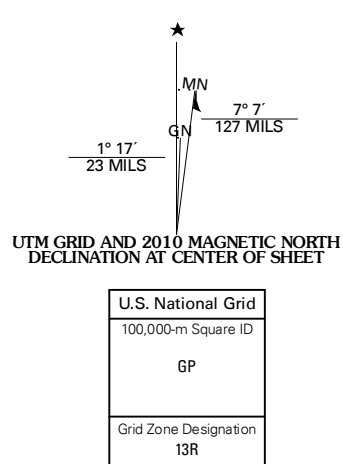 MN
7° 7´
127 MILS
GN
1° 17´
23 MILS
UTM GRID AND 2010 MAGNETIC NORTH
DECLINATION AT CENTER OF SHEET
U.S. National Grid
100,000-m Square ID
GP
Grid Zone Designation
13R